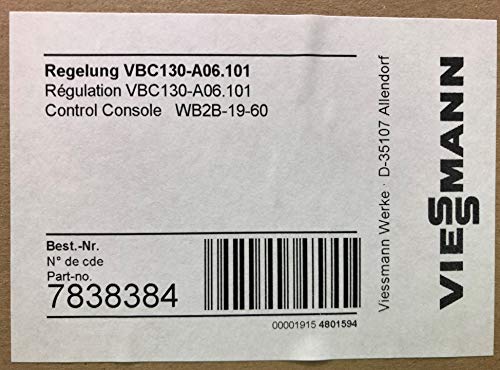 Regelung VBC130-A06.101
Régulation VBC130-A06.101
Control Console WB2B-19-60
Best.-Nr.
N° de cde
Part-no.
7838384
00001915 4801594
Viessmann Werke · D-35107 Allendorf
VIESSMANN